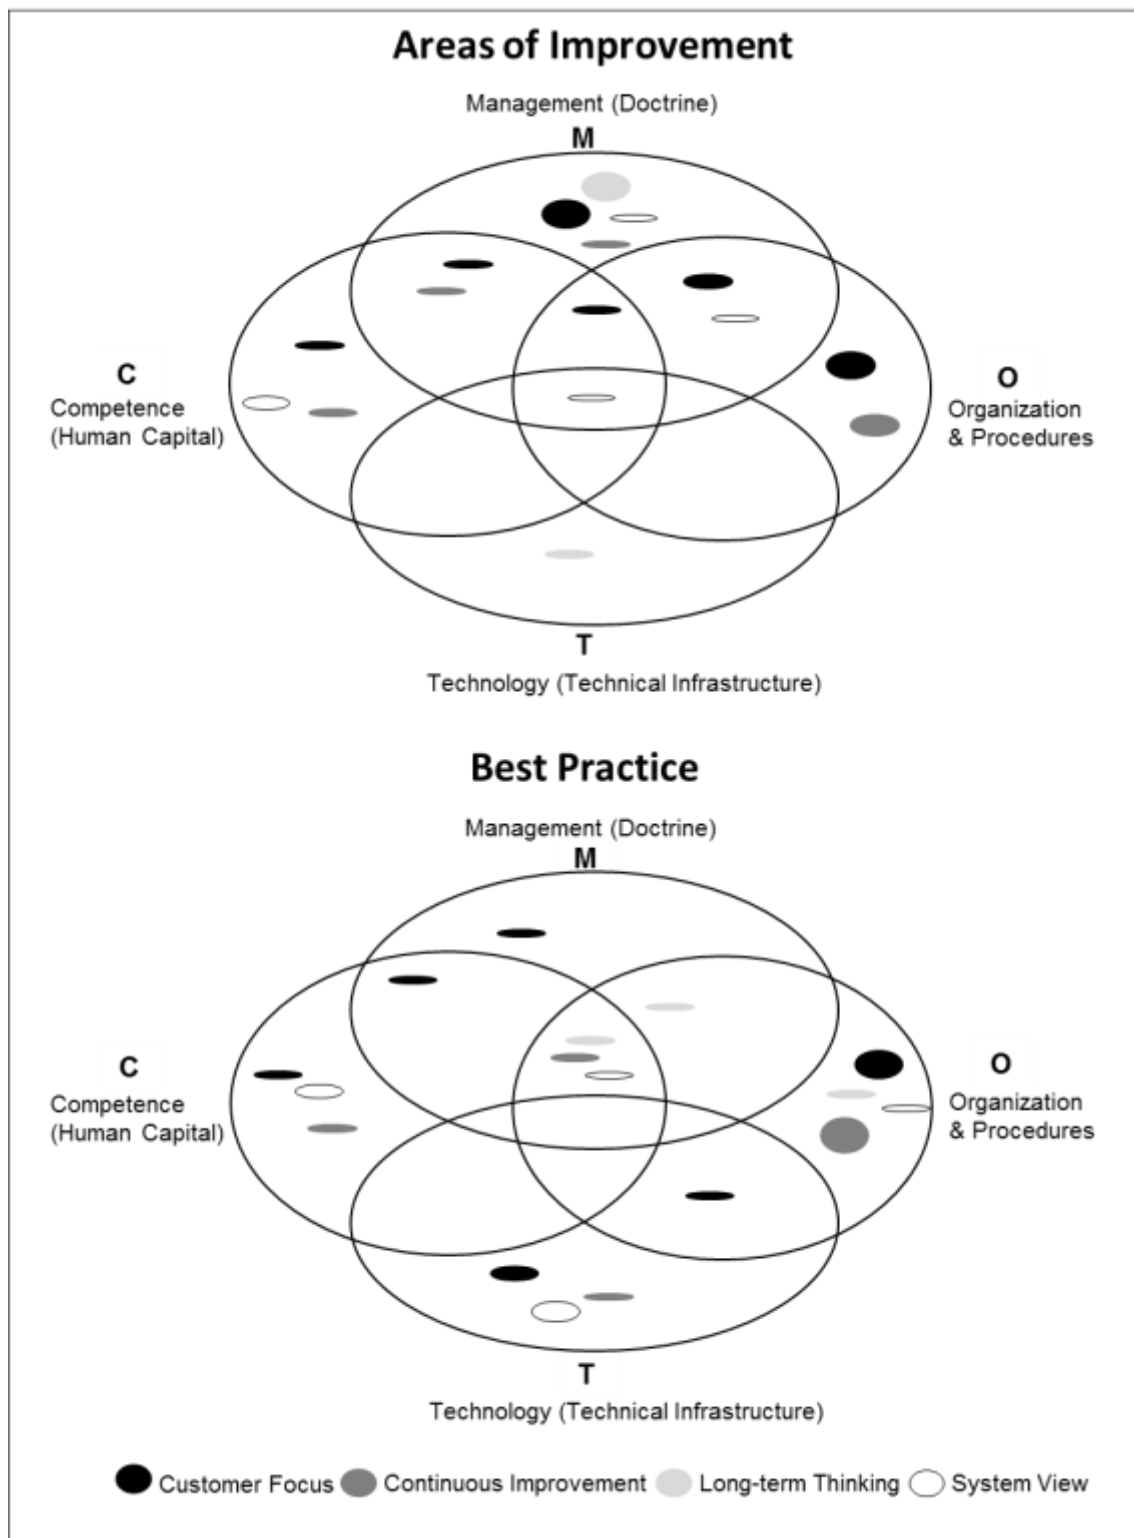 Areas of Improvement
Management (Doctrine)
M
C
Competence
(Human Capital)
O
Organization
& Procedures
T
Technology (Technical Infrastructure)
Best Practice
Management (Doctrine)
M
C
Competence
(Human Capital)
O
Organization
& Procedures
T
Technology (Technical Infrastructure)
Customer Focus Continuous Improvement Long-term Thinking System View